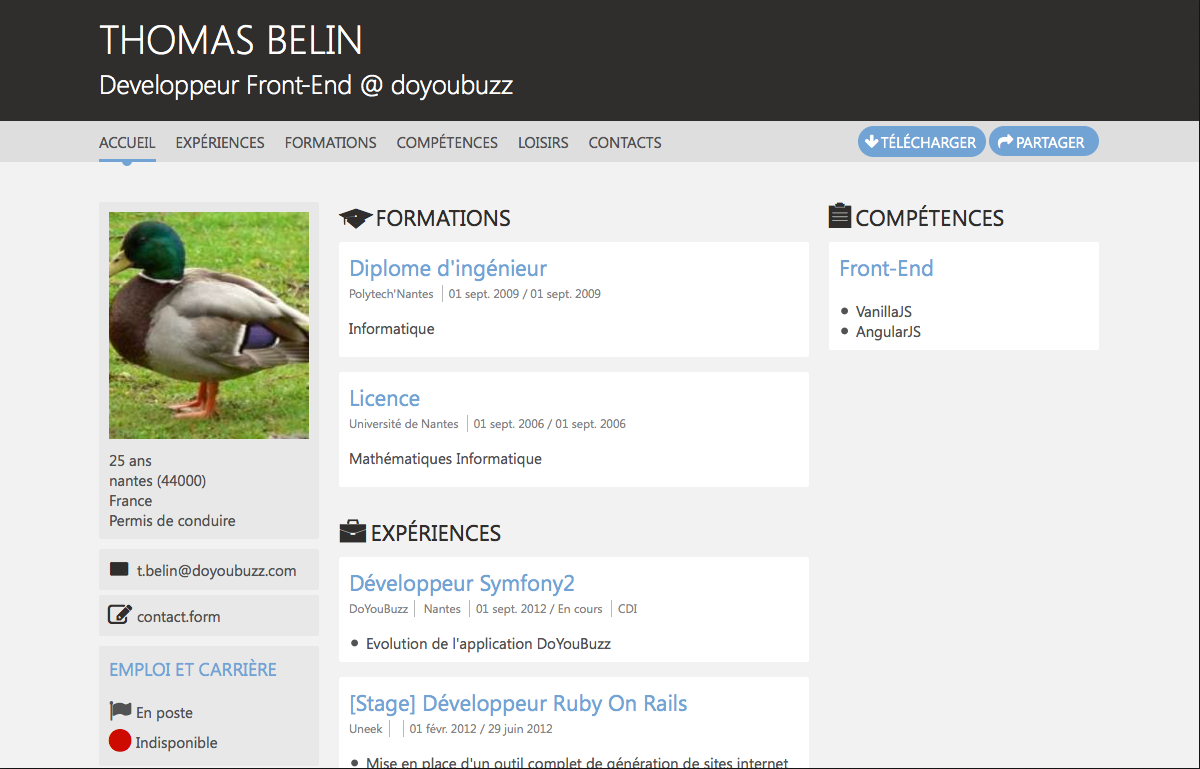 THOMAS BELIN
Developpeur Front-End @ doyoubuzz
ACCUEIL EXPÉRIENCES FORMATIONS COMPÉTENCES LOISIRS CONTACTS TÉLÉCHARGER PARTAGER
25 ans
nantes (44000)
France
Permis de conduire
t.belin@doyoubuzz.com
contact.form
EMPLOI ET CARRIÈRE
En poste
Indisponible
FORMATIONS
Diplome d'ingénieur
Polytech'Nantes 01 sept. 2009 / 01 sept. 2009
Informatique
Licence
Université de Nantes 01 sept. 2006 / 01 sept. 2006
Mathématiques Informatique
EXPÉRIENCES
Développeur Symfony2
DoYouBuzz Nantes 01 sept. 2012 / En cours CDI
Evolution de l'application DoYouBuzz
[Stage] Développeur Ruby On Rails
Uneek 01 févr. 2012 / 29 juin 2012
Mise en place d'un outil complet de génération de sites internet
COMPÉTENCES
Front-End
VanillaJS
AngularJS